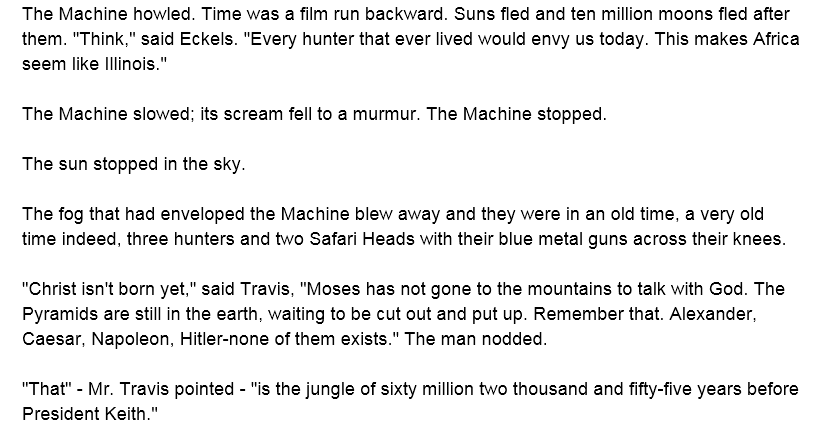 The Machine howled. Time was a film run backward. Suns fled and ten million moons fled after
them. "Think," said Eckels. "Every hunter that ever lived would envy us today. This makes Africa
seem like Illinois."
The Machine slowed; its scream fell to a murmur. The Machine stopped.
The sun stopped in the sky.
The fog that had enveloped the Machine blew away and they were in an old time, a very old
time indeed, three hunters and two Safari Heads with their blue metal guns across their knees.
"Christ isn't born yet," said Travis, "Moses has not gone to the mountains to talk with God. The
Pyramids are still in the earth, waiting to be cut out and put up. Remember that. Alexander,
Caesar, Napoleon, Hitler-none of them exists." The man nodded.
"That" - Mr. Travis pointed - "is the jungle of sixty million two thousand and fifty-five years before
President Keith."